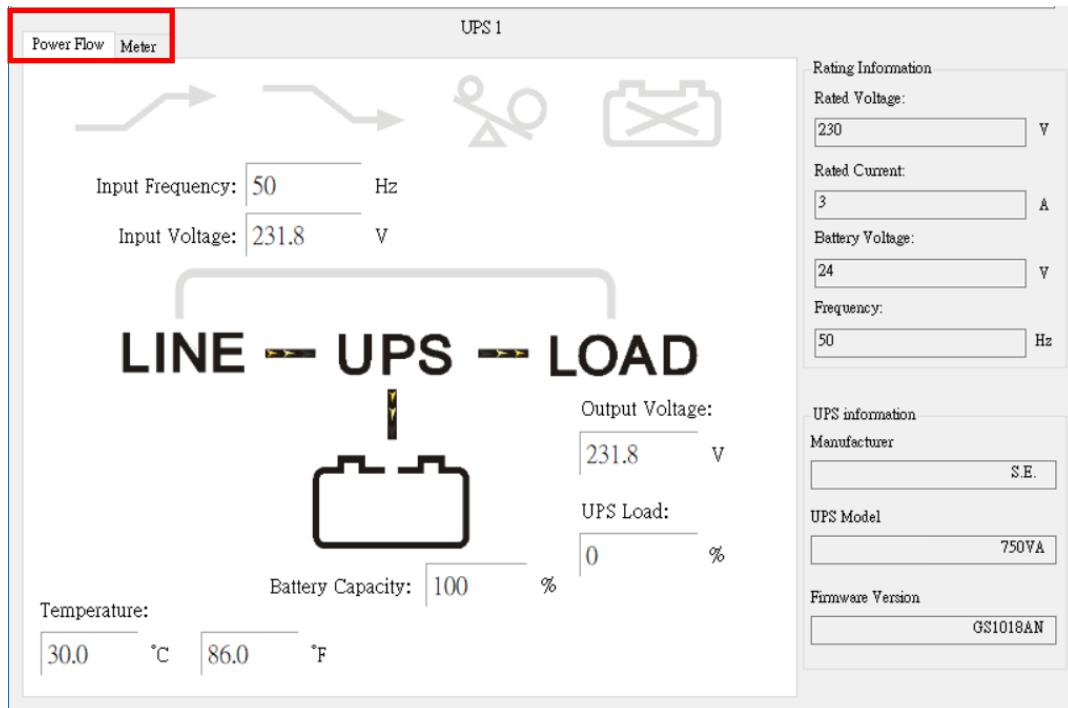 UPS 1
Power Flow Meter
Input Frequency: 50 Hz
Input Voltage: 231.8 V
LINE UPS LOAD
Output Voltage:
231.8 V
UPS Load:
0 %
Battery Capacity: 100 %
Temperature:
30.0 °C 86.0 °F
Rating Information
Rated Voltage:
230 V
Rated Current:
3 A
Battery Voltage:
24 V
Frequency:
50 Hz
UPS information
Manufacturer
S.E.
UPS Model
750VA
Firmware Version
GS1018AN